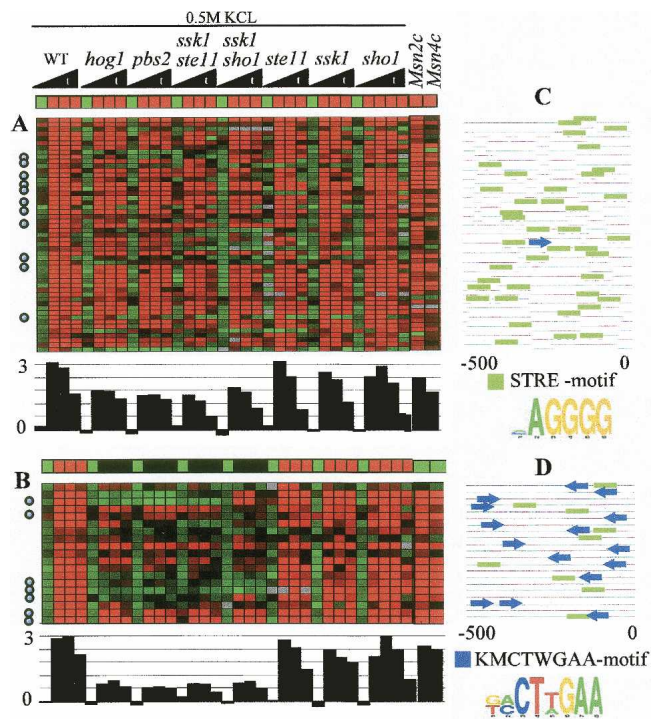 0.5M KCL
WT hog1 pbs2 ssk1 ste11 ssk1 sho1 ste11 ssk1 sho1 Msn2c Msn4c
t t t t t t t t
A
C
3
0
-500 0
STRE -motif
AGGGG
B
D
3
0
-500 0
KMCTWGAA-motif